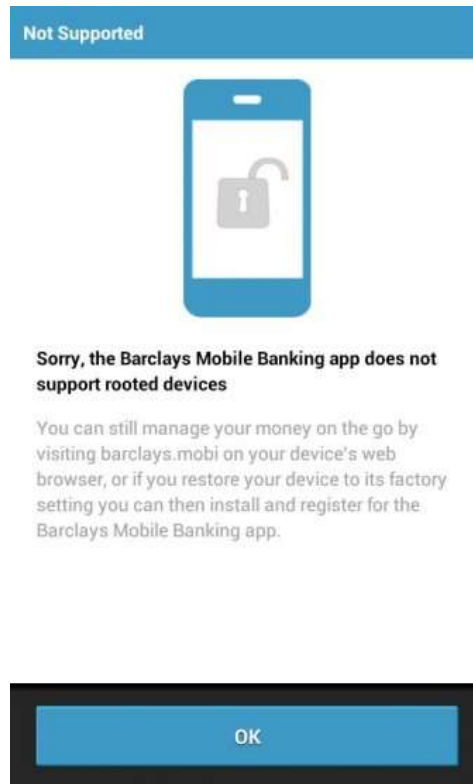 Not Supported
Sorry, the Barclays Mobile Banking app does not
support rooted devices
You can still manage your money on the go by
visiting barclays.mobi on your device's web
browser, or if you restore your device to its factory
setting you can then install and register for the
Barclays Mobile Banking app.
OK